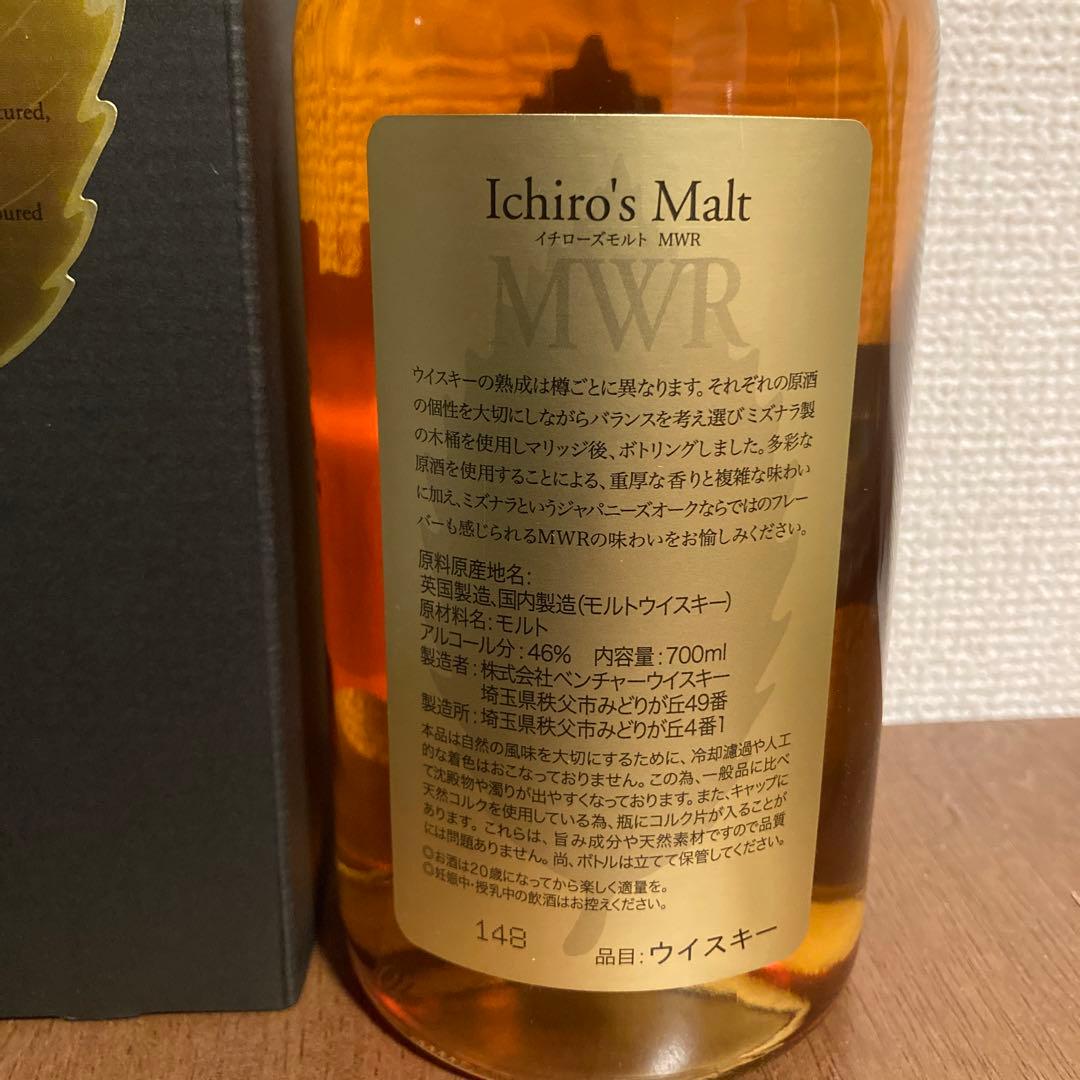 tured,
oured
Ichiro's Malt
イチローズモルト MWR
MWR
ウイスキーの熟成は樽ごとに異なります。それぞれの原酒
の個性を大切にしながらバランスを考え選びミズナラ製
の木桶を使用しマリッジ後、ボトリングしました。多彩な
原酒を使用することによる、重厚な香りと複雑な味わい
に加え、ミズナラというジャパニーズオークならではのフレー
バーも感じられるMWRの味わいをお愉しみください。
原料原産地名:
英国製造、国内製造(モルトウイスキー)
原材料名:モルト
アルコール分:46% 内容量:700ml
製造者:株式会社ベンチャーウイスキー
埼玉県秩父市みどりが丘49番
製造所:埼玉県秩父市みどりが丘4番1
本品は自然の風味を大切にするために、冷却濾過や人工
的な着色はおこなっておりません。この為、一般品に比べ
て沈殿物や濁りが出やすくなっております。また、キャップに
天然コルクを使用している為、瓶にコルク片が入ることが
あります。これらは、旨み成分や天然素材ですので品質
には問題ありません。尚、ボトルは立てて保管してください。
◎お酒は20歳になってから楽しく適量を。
◎妊娠中・授乳中の飲酒はお控えください。
148
品目:ウイスキー